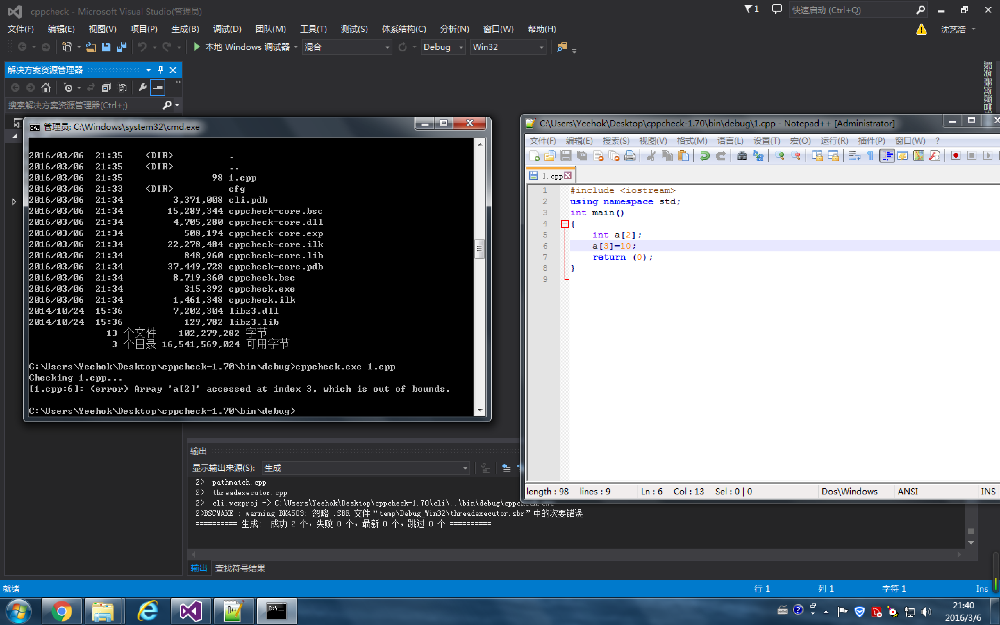 cppcheck - Microsoft Visual Studio(管理员)
1
快速启动 (Ctrl+Q)
文件(F) 编辑(E) 视图(V) 项目(P) 生成(B) 调试(D) 团队(M) 工具(T) 测试(S) 体系结构(C) 分析(N) 窗口(W) 帮助(H)
沈艺浩
本地 Windows 调试器 混合 Debug Win32
解决方案资源管理器
搜索解决方案资源管理器(Ctrl+;)
服务器资源管
管理员: C:\Windows\system32\cmd.exe
2016/03/06 21:35 <DIR> .
2016/03/06 21:35 <DIR> ..
2016/03/06 21:35 98 1.cpp
2016/03/06 21:33 <DIR> cfg
2016/03/06 21:34 3,371,008 cli.pdb
2016/03/06 21:34 15,289,344 cppcheck-core.bsc
2016/03/06 21:34 4,705,280 cppcheck-core.dll
2016/03/06 21:34 508,194 cppcheck-core.exp
2016/03/06 21:34 22,278,484 cppcheck-core.ilk
2016/03/06 21:34 848,960 cppcheck-core.lib
2016/03/06 21:34 37,449,728 cppcheck-core.pdb
2016/03/06 21:34 8,719,360 cppcheck.bsc
2016/03/06 21:34 315,392 cppcheck.exe
2016/03/06 21:34 1,461,348 cppcheck.ilk
2014/10/24 15:36 7,202,304 libz3.dll
2014/10/24 15:36 129,782 libz3.lib
13 个文件 102,279,282 字节
3 个目录 16,541,569,024 可用字节
C:\Users\Yeehok\Desktop\cppcheck-1.70\bin\debug>cppcheck.exe 1.cpp
Checking 1.cpp...
[1.cpp:6]: (error) Array 'a[2]' accessed at index 3, which is out of bounds.
C:\Users\Yeehok\Desktop\cppcheck-1.70\bin\debug>
C:\Users\Yeehok\Desktop\cppcheck-1.70\bin\debug\1.cpp - Notepad++ [Administrator]
文件(F) 编辑(E) 搜索(S) 视图(V) 格式(M) 语言(L) 设置(T) 宏(O) 运行(R) 插件(P) 窗口(W) ?
1.cpp
1 #include <iostream>
2 using namespace std;
3 int main()
4 {
5 int a[2];
6 a[3]=10;
7 return (0);
8 }
9
length : 98 lines : 9 Ln : 6 Col : 13 Sel : 0 | 0 Dos\Windows ANSI INS
输出
显示输出来源(S): 生成
2> pathmatch.cpp
2> threadexecutor.cpp
2> cli.vcxproj -> C:\Users\Yeehok\Desktop\cppcheck-1.70\cli\..\bin\debug\cppcheck.exe
2>BSCMAKE : warning BK4503: 忽略 .SBR 文件“temp\Debug_Win32\threadexecutor.sbr”中的次要错误
========== 生成: 成功 2 个，失败 0 个，最新 0 个，跳过 0 个 ==========
输出 查找符号结果
就绪 行 1 列 1 字符 1 Ins
21:40
2016/3/6